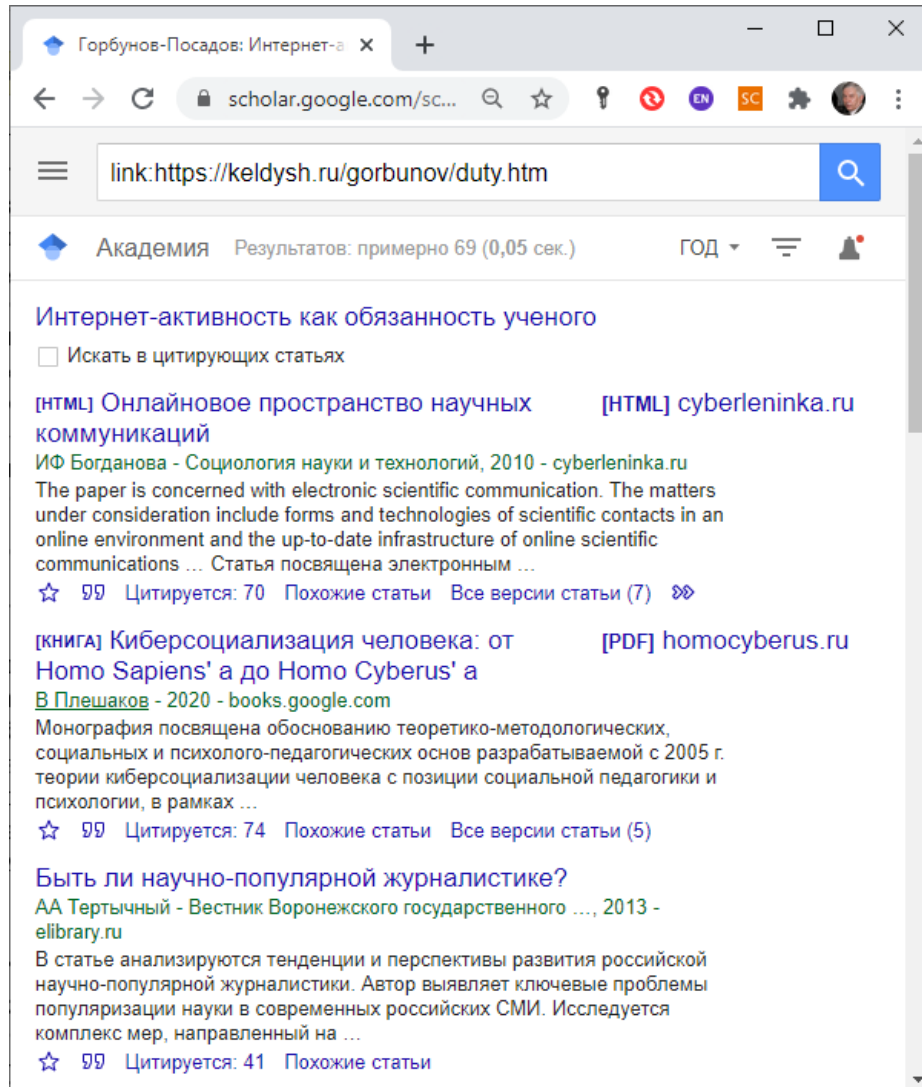 Горбунов-Посадов: Интернет-а
scholar.google.com/sc...
EN
SC
link:https://keldysh.ru/gorbunov/duty.htm
Академия Результатов: примерно 69 (0,05 сек.) ГОД
Интернет-активность как обязанность ученого
Искать в цитирующих статьях
[HTML] Онлайновое пространство научных [HTML] cyberleninka.ru
коммуникаций
ИФ Богданова - Социология науки и технологий, 2010 - cyberleninka.ru
The paper is concerned with electronic scientific communication. The matters
under consideration include forms and technologies of scientific contacts in an
online environment and the up-to-date infrastructure of online scientific
communications ... Статья посвящена электронным ...
Цитируется: 70 Похожие статьи Все версии статьи (7)
[КНИГА] Киберсоциализация человека: от [PDF] homocyberus.ru
Homo Sapiens' а до Homo Cyberus' а
В Плешаков - 2020 - books.google.com
Монография посвящена обоснованию теоретико-методологических,
социальных и психолого-педагогических основ разрабатываемой с 2005 г.
теории киберсоциализации человека с позиции социальной педагогики и
психологии, в рамках ...
Цитируется: 74 Похожие статьи Все версии статьи (5)
Быть ли научно-популярной журналистике?
АА Тертычный - Вестник Воронежского государственного ..., 2013 -
elibrary.ru
В статье анализируются тенденции и перспективы развития российской
научно-популярной журналистики. Автор выявляет ключевые проблемы
популяризации науки в современных российских СМИ. Исследуется
комплекс мер, направленный на ...
Цитируется: 41 Похожие статьи